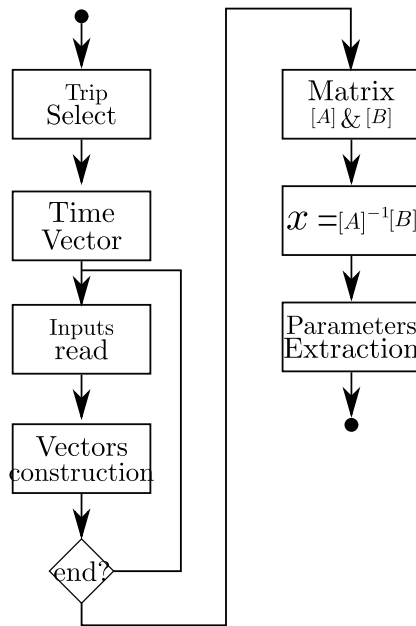 Trip
Select
Time
Vector
Inputs
read
Vectors
construction
end?
Matrix
[A] & [B]
x =[A]⁻¹[B]
Parameters
Extraction